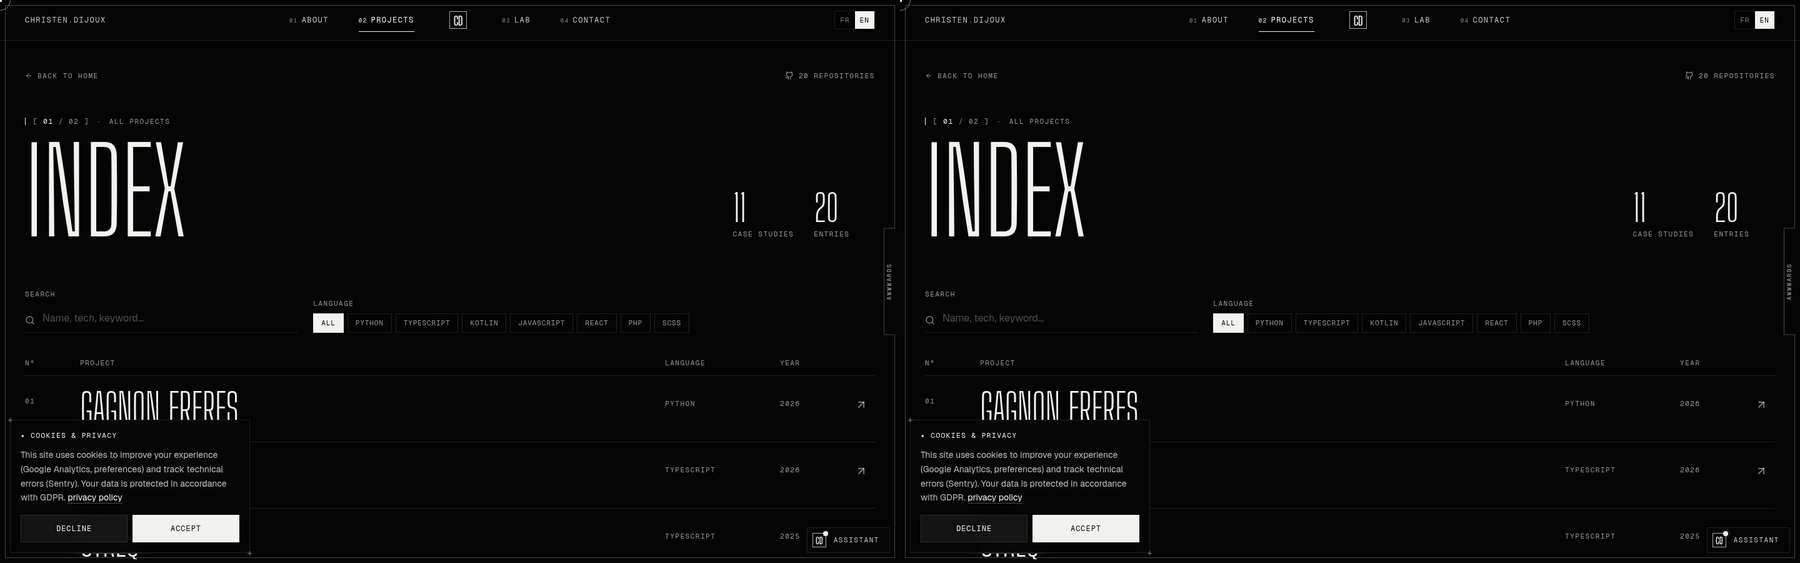 CHRISTEN.DIJOUX 01 ABOUT 02 PROJECTS CD 03 LAB 04 CONTACT FR EN
← BACK TO HOME 20 REPOSITORIES
[ 01 / 02 ] · ALL PROJECTS
INDEX
11 20
CASE STUDIES ENTRIES
AWWWARDS
SEARCH
LANGUAGE
Name, tech, keyword...
ALL PYTHON TYPESCRIPT KOTLIN JAVASCRIPT REACT PHP SCSS
N° PROJECT LANGUAGE YEAR
01 GAGNON FRERES PYTHON 2026
TYPESCRIPT 2026
TYPESCRIPT 2025
COOKIES & PRIVACY
This site uses cookies to improve your experience
(Google Analytics, preferences) and track technical
errors (Sentry). Your data is protected in accordance
with GDPR. privacy policy
DECLINE ACCEPT
CD ASSISTANT
CHRISTEN.DIJOUX 01 ABOUT 02 PROJECTS CD 03 LAB 04 CONTACT FR EN
← BACK TO HOME 20 REPOSITORIES
[ 01 / 02 ] · ALL PROJECTS
INDEX
11 20
CASE STUDIES ENTRIES
AWWWARDS
SEARCH
LANGUAGE
Name, tech, keyword...
ALL PYTHON TYPESCRIPT KOTLIN JAVASCRIPT REACT PHP SCSS
N° PROJECT LANGUAGE YEAR
01 GAGNON FRERES PYTHON 2026
TYPESCRIPT 2026
TYPESCRIPT 2025
COOKIES & PRIVACY
This site uses cookies to improve your experience
(Google Analytics, preferences) and track technical
errors (Sentry). Your data is protected in accordance
with GDPR. privacy policy
DECLINE ACCEPT
CD ASSISTANT